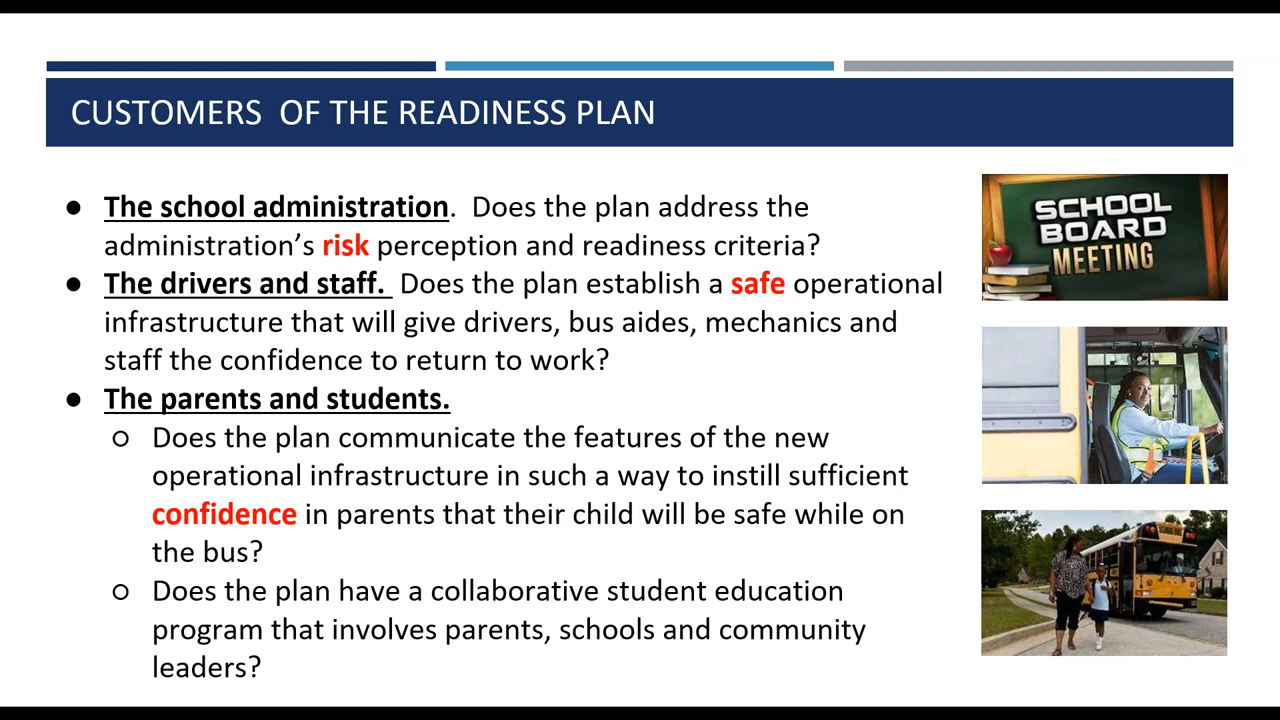 CUSTOMERS OF THE READINESS PLAN
● The school administration. Does the plan address the
administration’s risk perception and readiness criteria?
● The drivers and staff. Does the plan establish a safe operational
infrastructure that will give drivers, bus aides, mechanics and
staff the confidence to return to work?
● The parents and students.
○ Does the plan communicate the features of the new
operational infrastructure in such a way to instill sufficient
confidence in parents that their child will be safe while on
the bus?
○ Does the plan have a collaborative student education
program that involves parents, schools and community
leaders?
SCHOOL
BOARD
MEETING
SCHOOL BUS